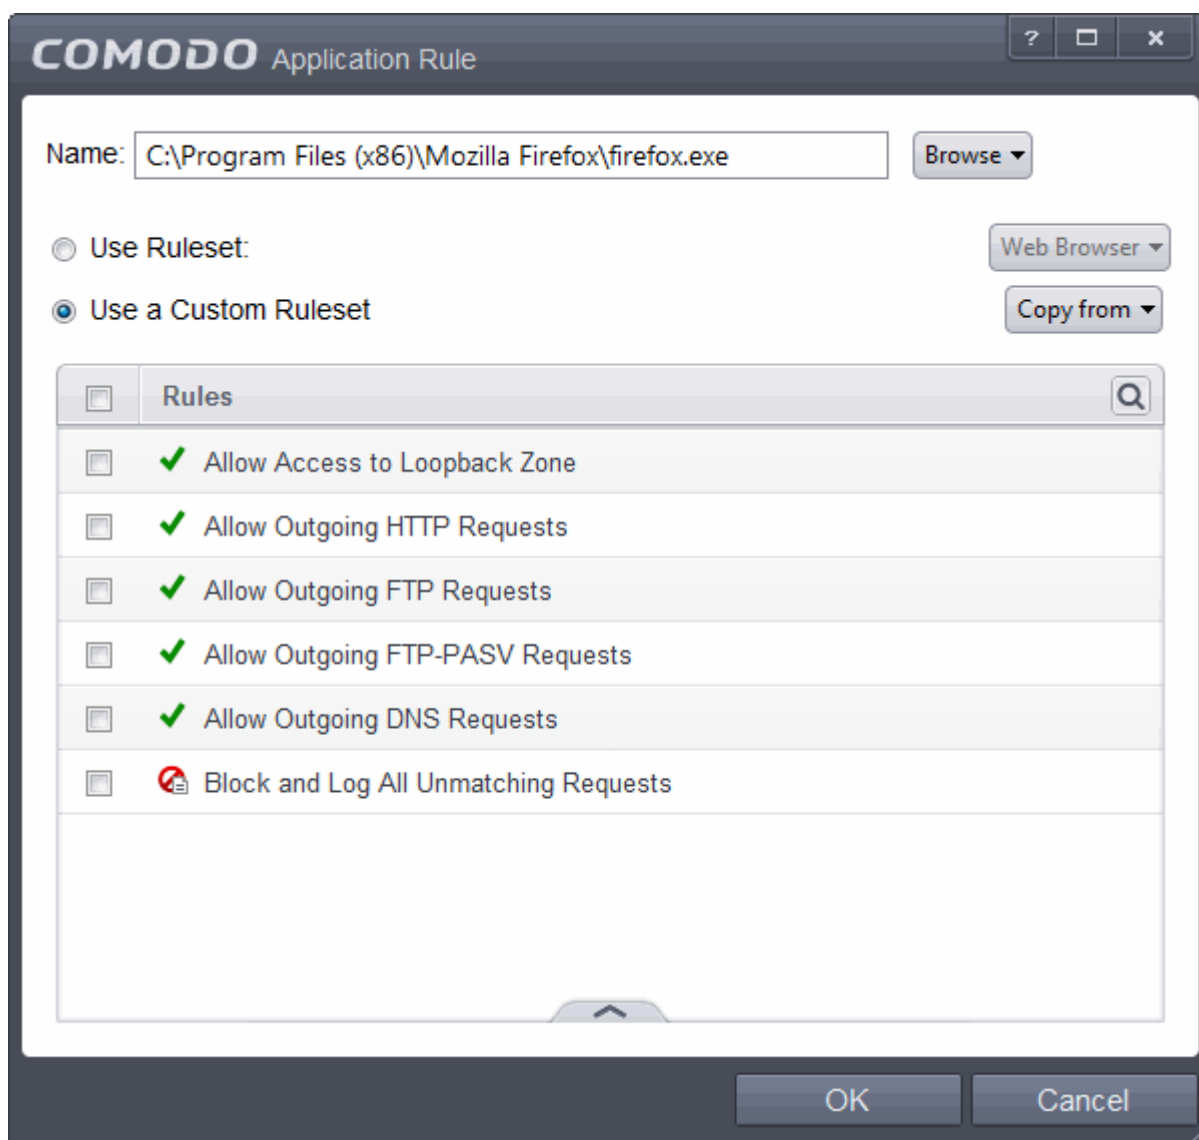 COMODO Application Rule ?
Name: C:\Program Files (x86)\Mozilla Firefox\firefox.exe Browse
Use Ruleset: Web Browser
Use a Custom Ruleset Copy from
Rules
Allow Access to Loopback Zone
Allow Outgoing HTTP Requests
Allow Outgoing FTP Requests
Allow Outgoing FTP-PASV Requests
Allow Outgoing DNS Requests
Block and Log All Unmatching Requests
OK Cancel